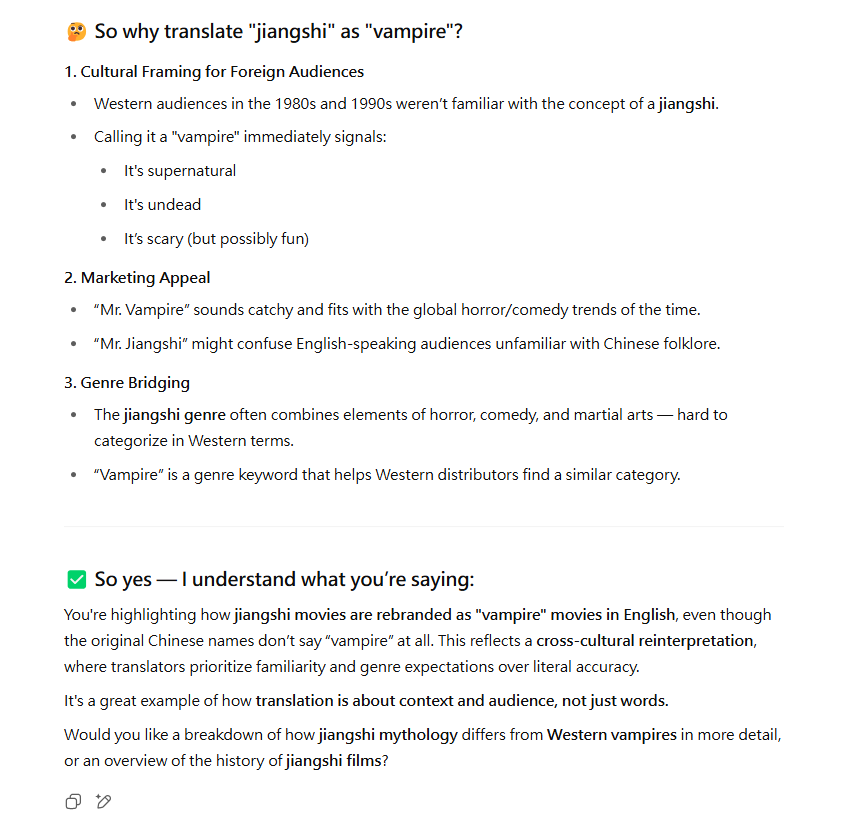 🤔 So why translate "jiangshi" as "vampire"?
1. Cultural Framing for Foreign Audiences
• Western audiences in the 1980s and 1990s weren’t familiar with the concept of a jiangshi.
• Calling it a "vampire" immediately signals:
• It's supernatural
• It's undead
• It’s scary (but possibly fun)
2. Marketing Appeal
• “Mr. Vampire” sounds catchy and fits with the global horror/comedy trends of the time.
• “Mr. Jiangshi” might confuse English-speaking audiences unfamiliar with Chinese folklore.
3. Genre Bridging
• The jiangshi genre often combines elements of horror, comedy, and martial arts — hard to
categorize in Western terms.
• “Vampire” is a genre keyword that helps Western distributors find a similar category.
✅ So yes — I understand what you’re saying:
You're highlighting how jiangshi movies are rebranded as "vampire" movies in English, even though
the original Chinese names don’t say “vampire” at all. This reflects a cross-cultural reinterpretation,
where translators prioritize familiarity and genre expectations over literal accuracy.
It's a great example of how translation is about context and audience, not just words.
Would you like a breakdown of how jiangshi mythology differs from Western vampires in more detail,
or an overview of the history of jiangshi films?